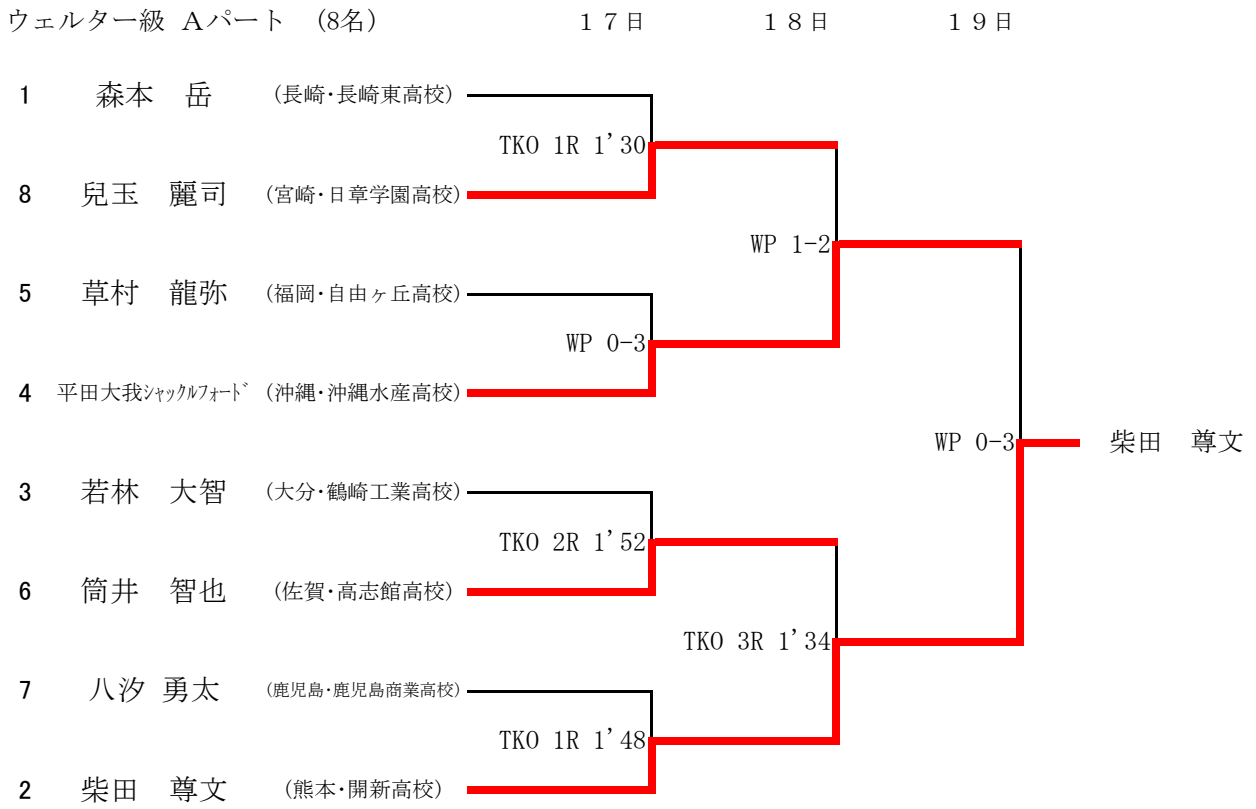 ウェルター級 Aパート (8名) 17日 18日 19日
1 森本 岳 (長崎・長崎東高校)
TKO 1R 1'30
8 兒玉 麗司 (宮崎・日章学園高校)
WP 1-2
5 草村 龍弥 (福岡・自由ヶ丘高校)
WP 0-3
4 平田大我シャックルフォード (沖縄・沖縄水産高校)
WP 0-3 柴田 尊文
3 若林 大智 (大分・鶴崎工業高校)
TKO 2R 1'52
6 筒井 智也 (佐賀・高志館高校)
TKO 3R 1'34
7 八汐 勇太 (鹿児島・鹿児島商業高校)
TKO 1R 1'48
2 柴田 尊文 (熊本・開新高校)